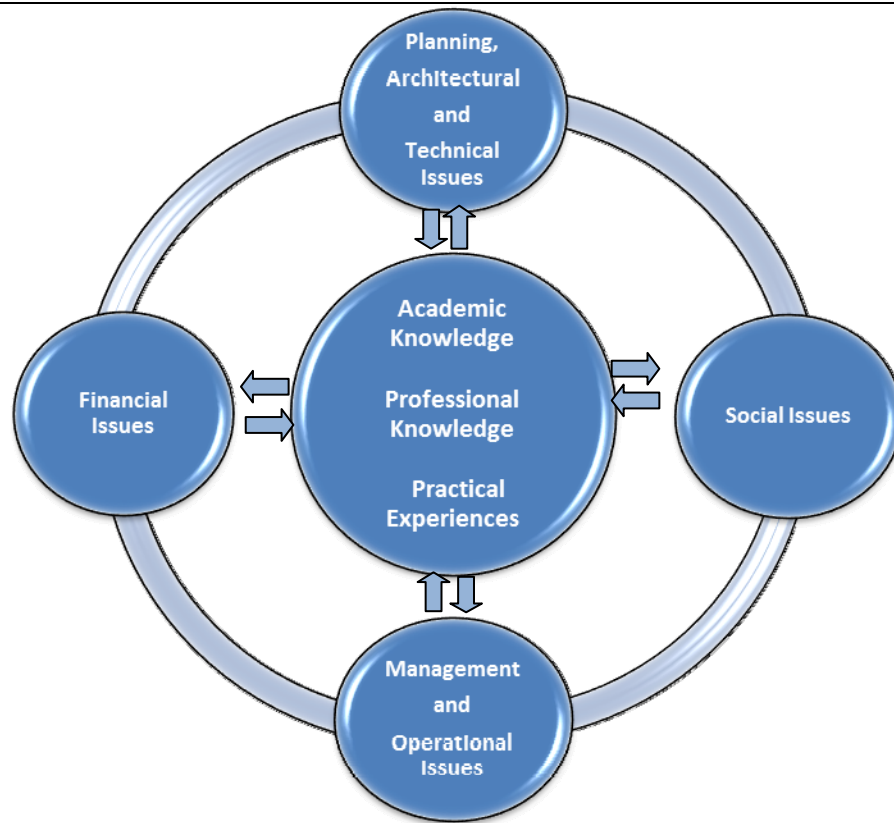 Planning,
Architectural
and
Technical
Issues
Academic
Knowledge
Professional
Knowledge
Practical
Experiences
Financial
Issues
Social Issues
Management
and
Operational
Issues